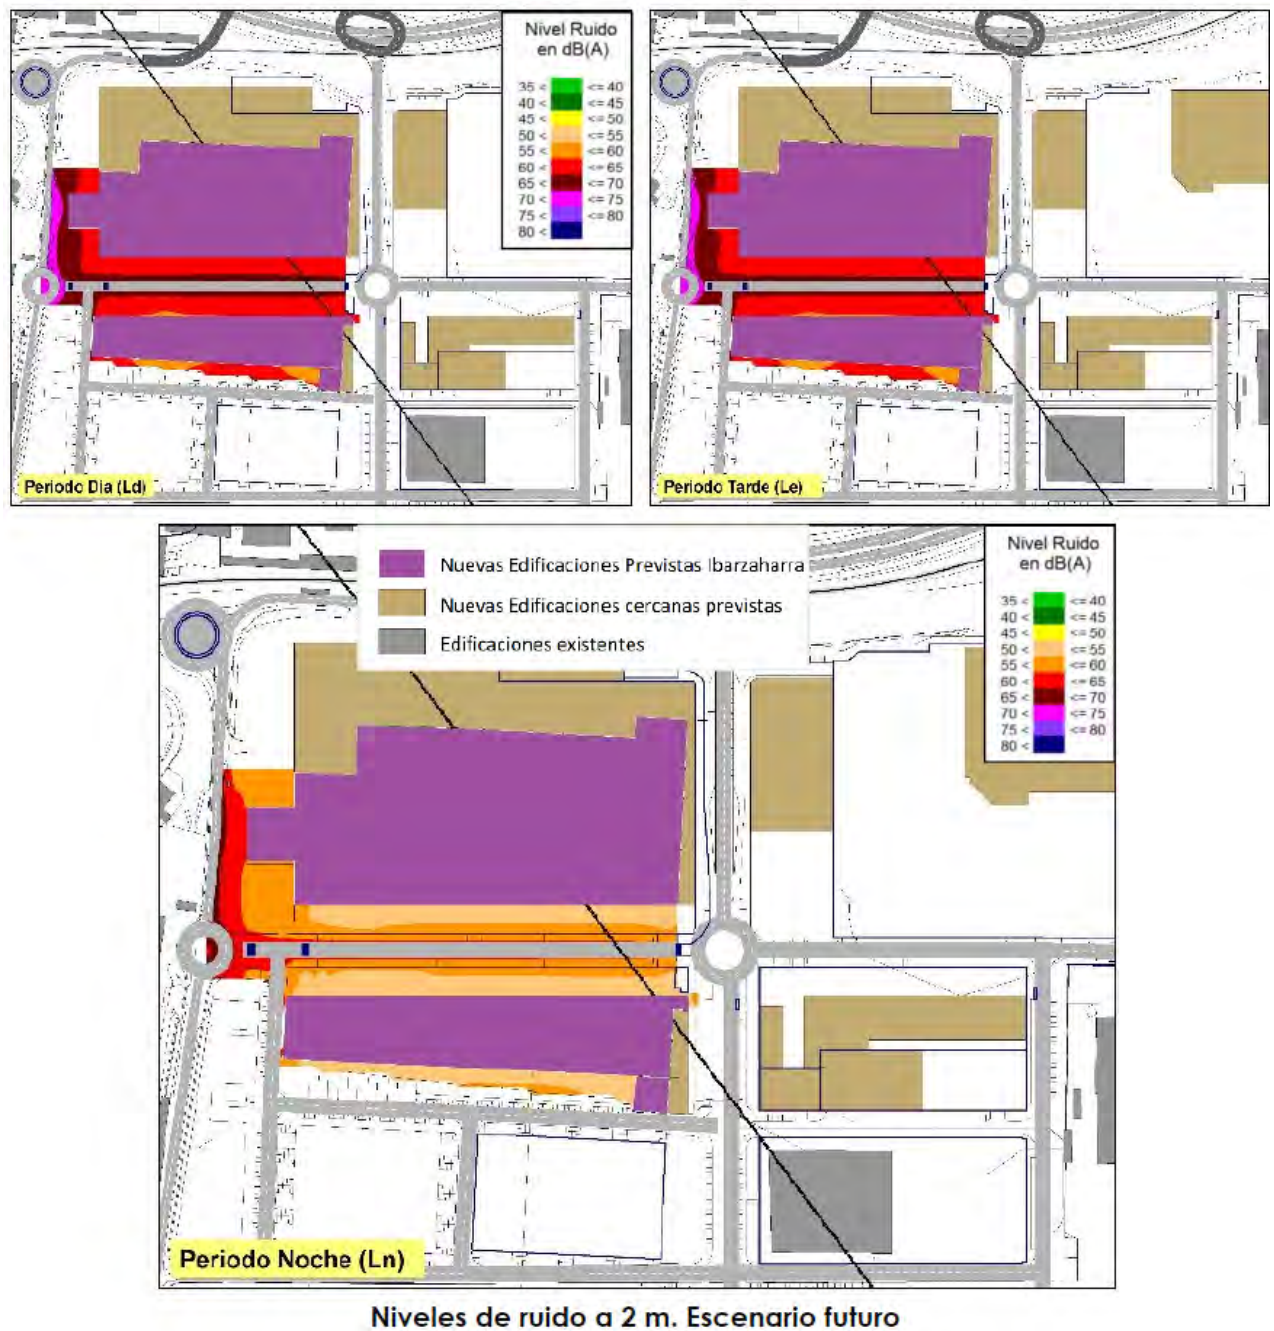 Nivel Ruido
en dB(A)
35 < <= 40
40 < <= 45
45 < <= 50
50 < <= 55
55 < <= 60
60 < <= 65
65 < <= 70
70 < <= 75
75 < <= 80
80 <
Periodo Dia (Ld)
Nivel Ruido
en dB(A)
35 < <= 40
40 < <= 45
45 < <= 50
50 < <= 55
55 < <= 60
60 < <= 65
65 < <= 70
70 < <= 75
75 < <= 80
80 <
Periodo Tarde (Le)
Nuevas Edificaciones Previstas Ibarzaharra
Nuevas Edificaciones cercanas previstas
Edificaciones existentes
Nivel Ruido
en dB(A)
35 < <= 40
40 < <= 45
45 < <= 50
50 < <= 55
55 < <= 60
60 < <= 65
65 < <= 70
70 < <= 75
75 < <= 80
80 <
Periodo Noche (Ln)
Niveles de ruido a 2 m. Escenario futuro